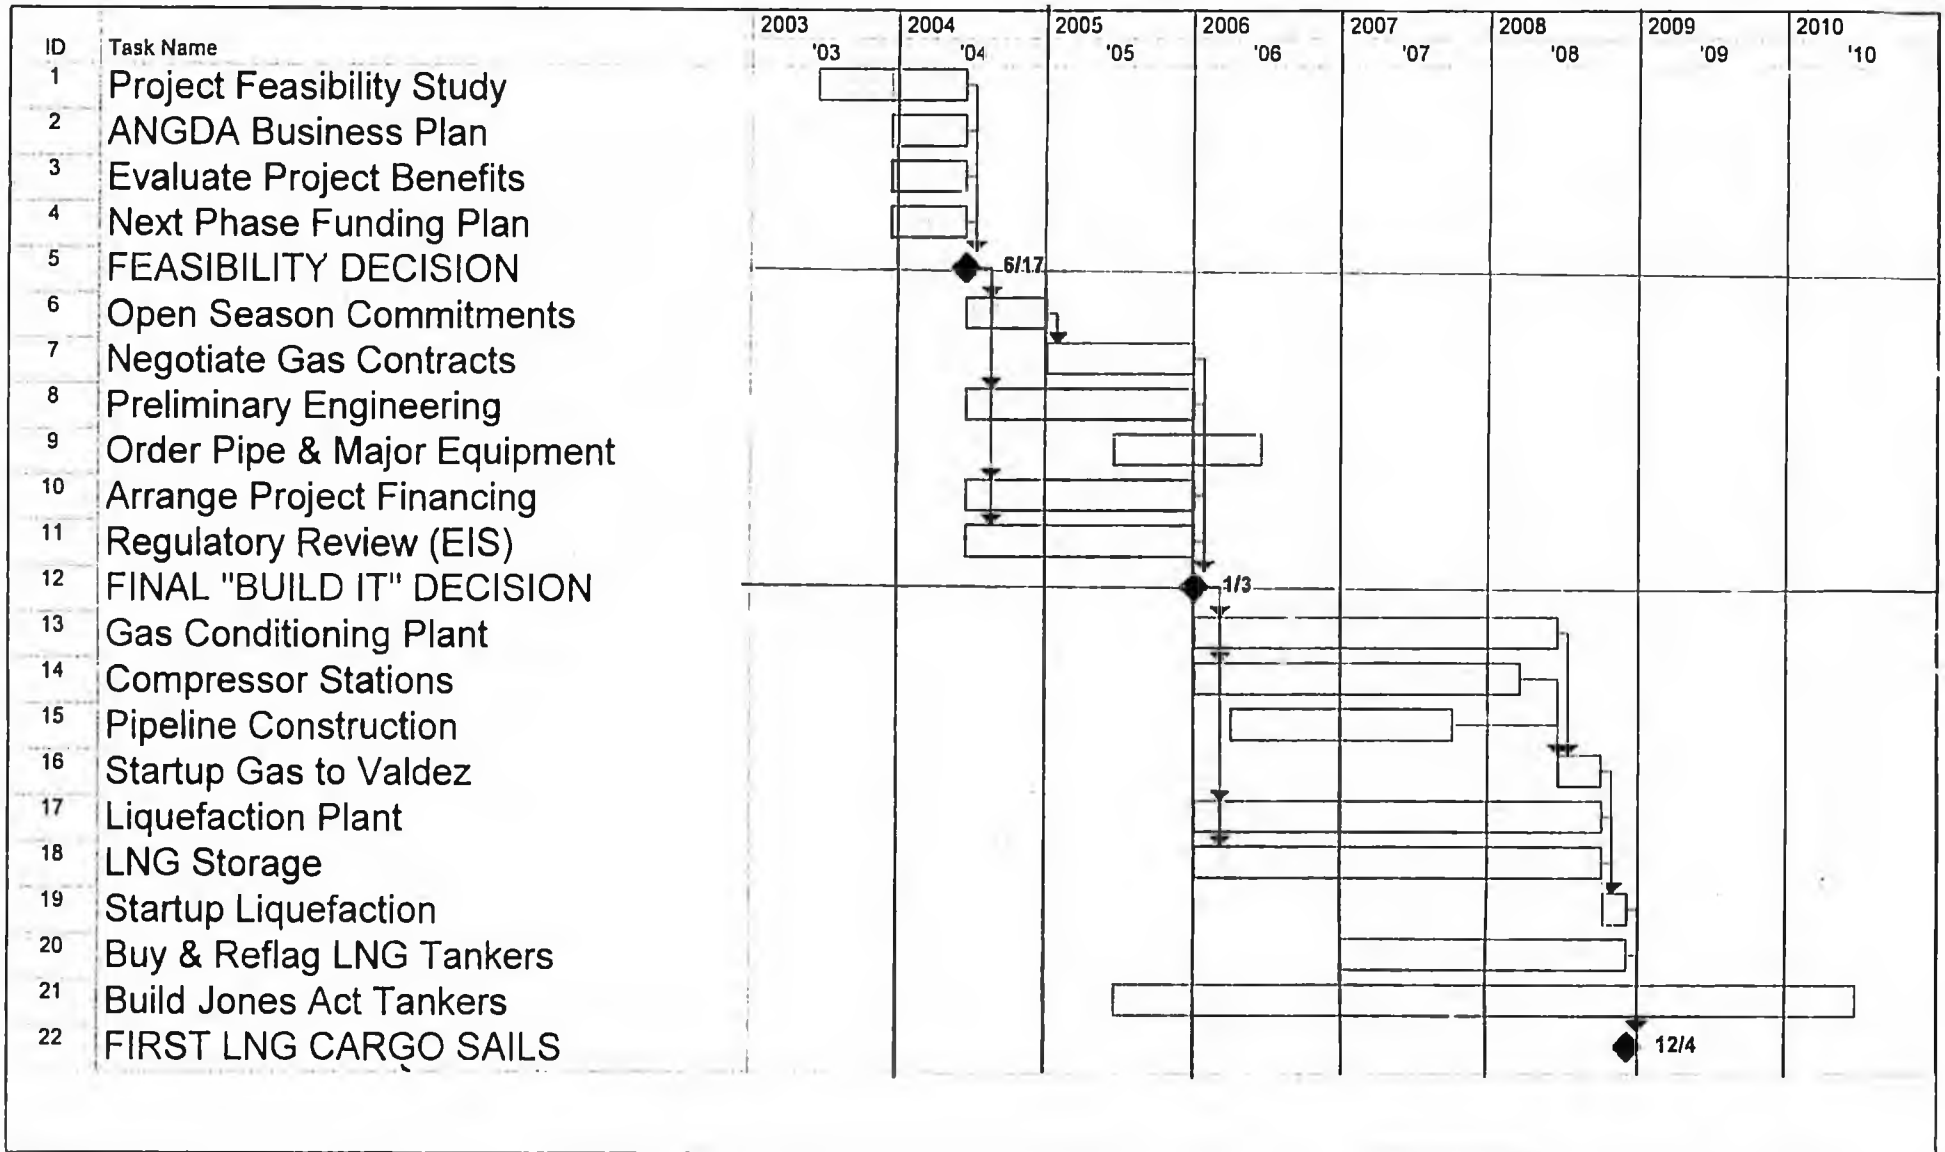 2003 2004 2005 2006 2007 2008 2009 2010
ID Task Name '03 '04 '05 '06 '07 '08 '09 '10
1 Project Feasibility Study
2 ANGDA Business Plan
3 Evaluate Project Benefits
4 Next Phase Funding Plan
5 FEASIBILITY DECISION 6/17
6 Open Season Commitments
7 Negotiate Gas Contracts
8 Preliminary Engineering
9 Order Pipe & Major Equipment
10 Arrange Project Financing
11 Regulatory Review (EIS)
12 FINAL "BUILD IT" DECISION 1/3
13 Gas Conditioning Plant
14 Compressor Stations
15 Pipeline Construction
16 Startup Gas to Valdez
17 Liquefaction Plant
18 LNG Storage
19 Startup Liquefaction
20 Buy & Reflag LNG Tankers
21 Build Jones Act Tankers
22 FIRST LNG CARGO SAILS 12/4